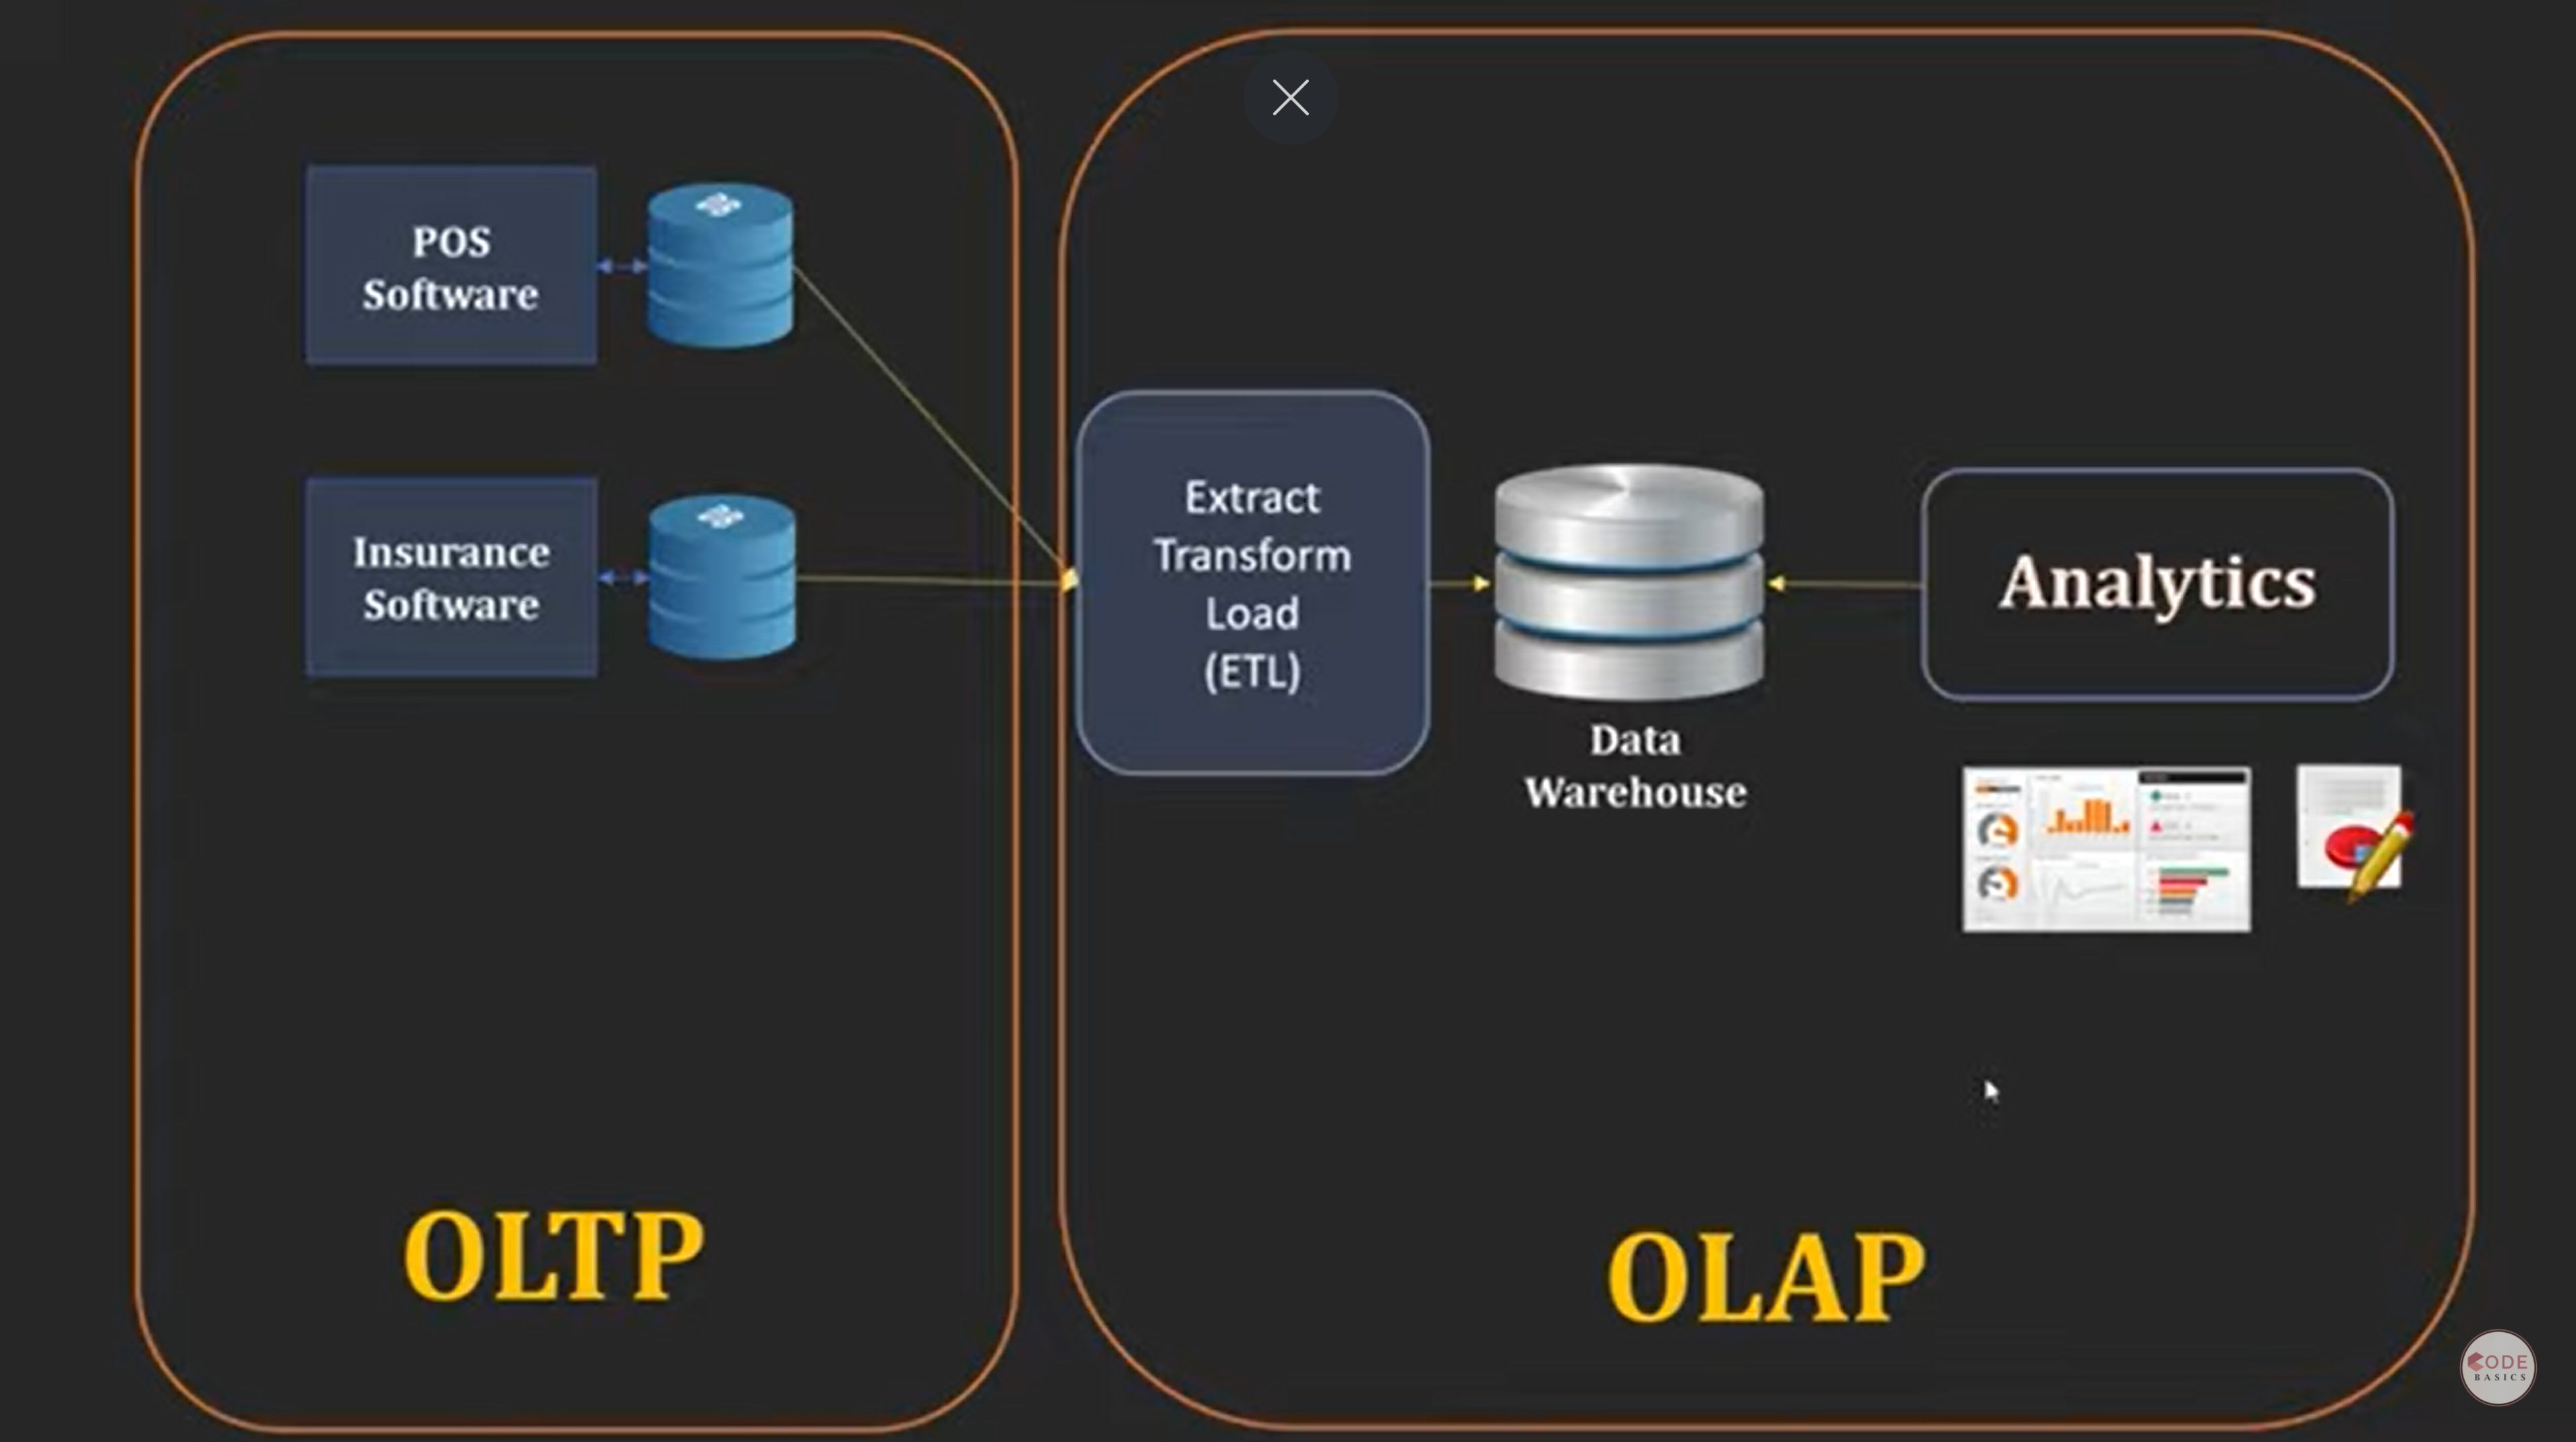 POS
Software
Insurance
Software
Extract
Transform
Load
(ETL)
Data
Warehouse
Analytics
OLTP
OLAP
CODE
BASICS